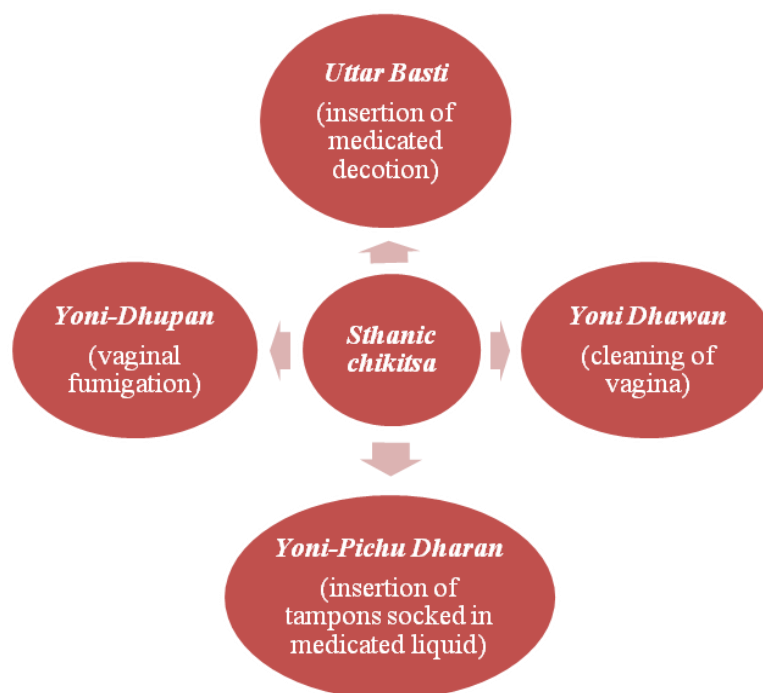 Uttar Basti
(insertion of
medicated
decotion)
Yoni-Dhupan
(vaginal
fumigation)
Sthanic
chikitsa
Yoni Dhawan
(cleaning of
vagina)
Yoni-Pichu Dharan
(insertion of
tampons socked in
medicated liquid)